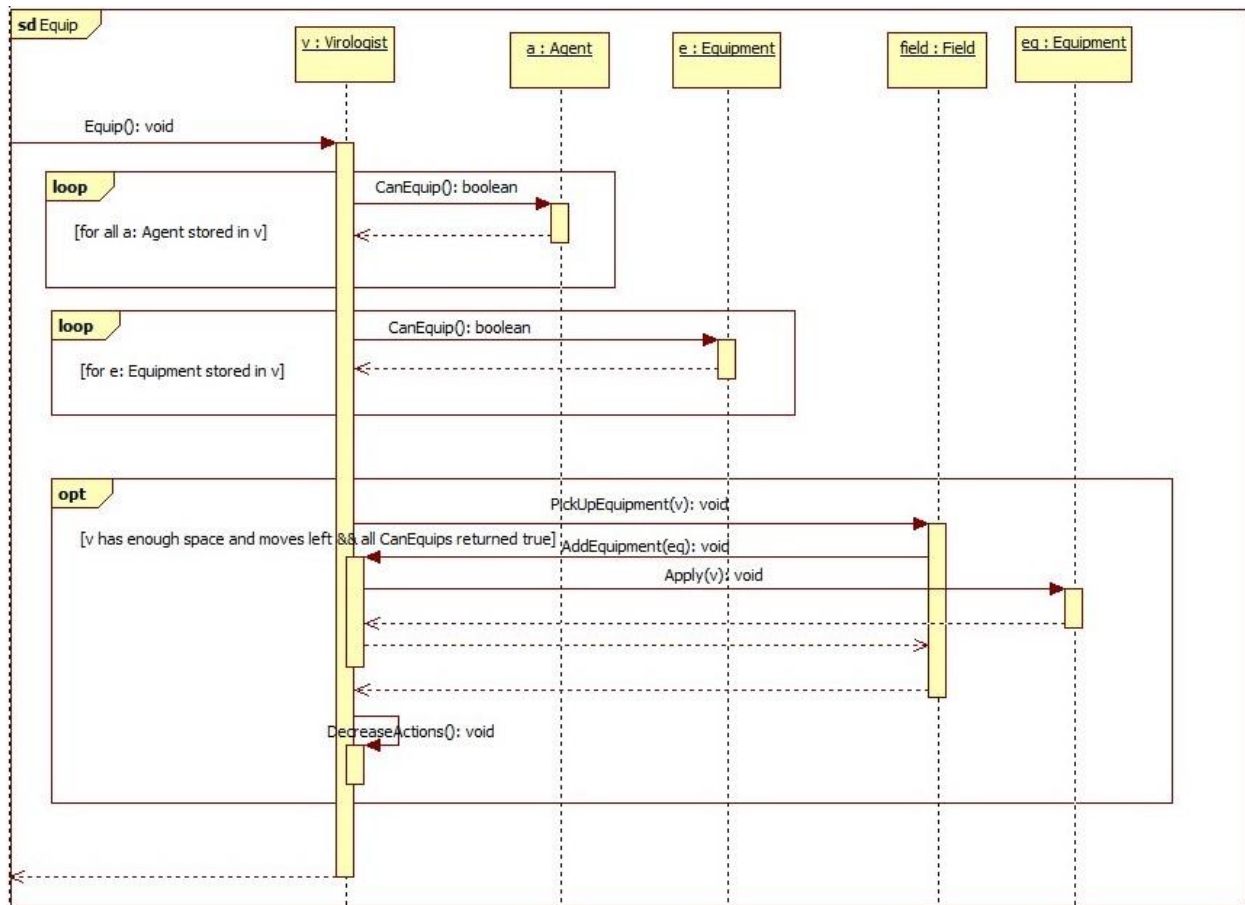 sd Equip
v : Virologist
a : Agent
e : Equipment
field : Field
eq : Equipment
Equip(): void
loop
CanEquip(): boolean
[for all a: Agent stored in v]
loop
CanEquip(): boolean
[for e: Equipment stored in v]
opt
PickUpEquipment(v): void
[v has enough space and moves left && all CanEquips returned true]
AddEquipment(eq): void
Apply(v): void
DecreaseActions(): void